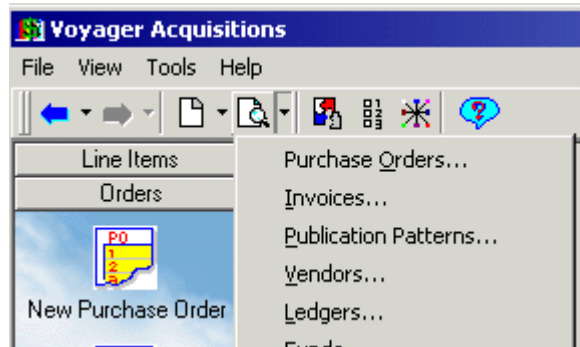 Voyager Acquisitions
File View Tools Help
Line Items
Orders
PO
1
2
New Purchase Order
Purchase Orders...
Invoices...
Publication Patterns...
Vendors...
Ledgers...